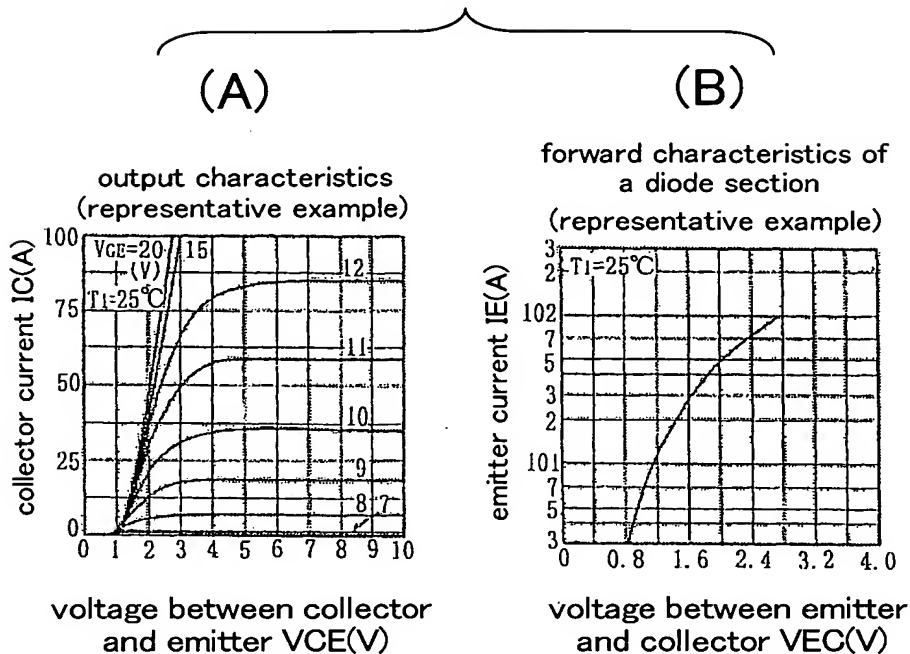 (A)
output characteristics
(representative example)
collector current IC(A)
100
75
50
25
0
VGE=20
15
(V)
Tj=25℃
12
11
10
9
8
7
0 1 2 3 4 5 6 7 8 9 10
voltage between collector
and emitter VCE(V)
(B)
forward characteristics of
a diode section
(representative example)
emitter current IE(A)
3
2
102
7
5
3
2
101
7
5
3
Tj=25℃
0 0.8 1.6 2.4 3.2 4.0
voltage between emitter
and collector VEC(V)